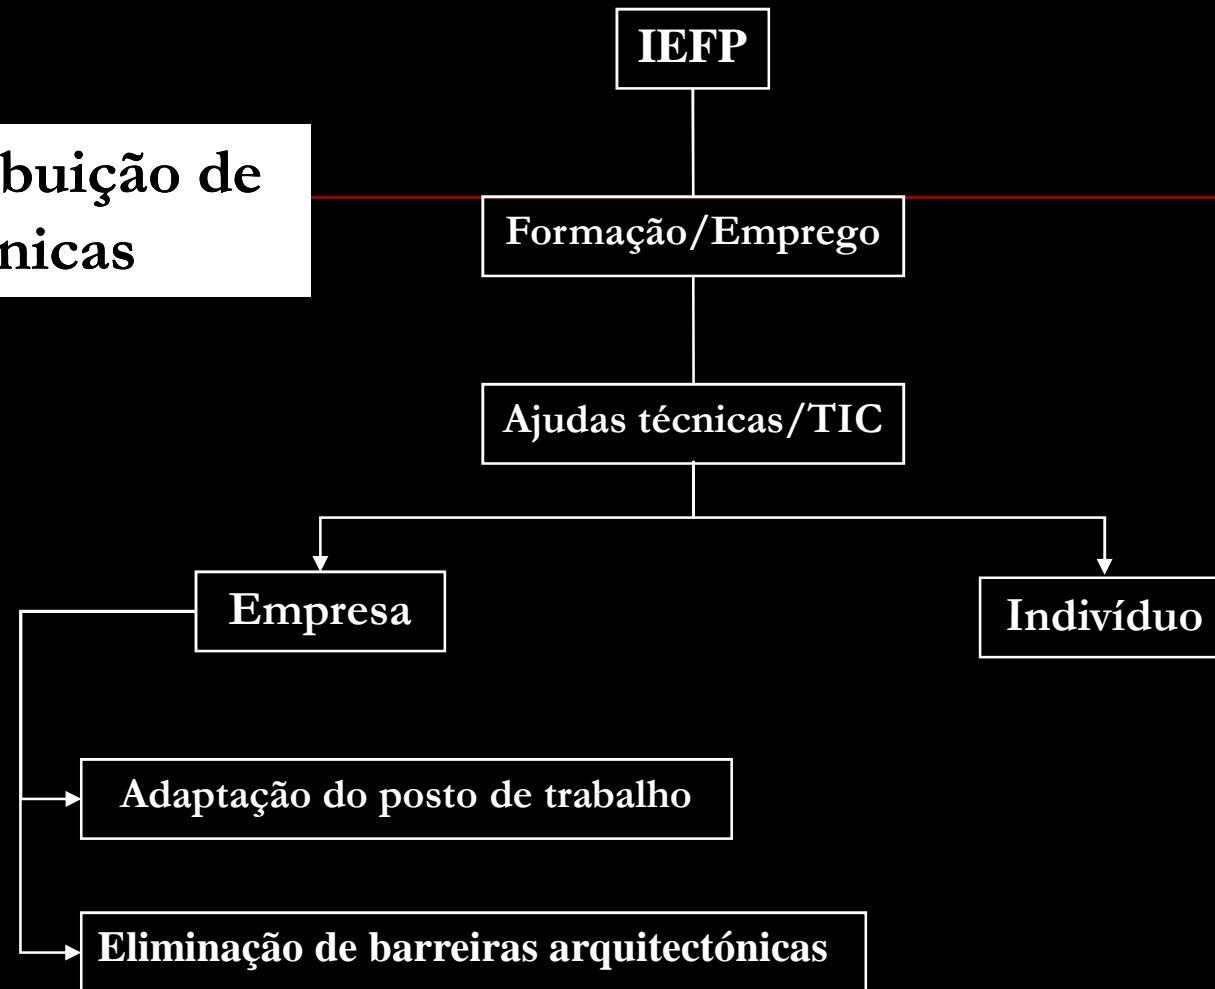 IEFP
buição de
nicas
Formação/Emprego
Ajudas técnicas/TIC
Empresa
Indivíduo
Adaptação do posto de trabalho
Eliminação de barreiras arquitectónicas